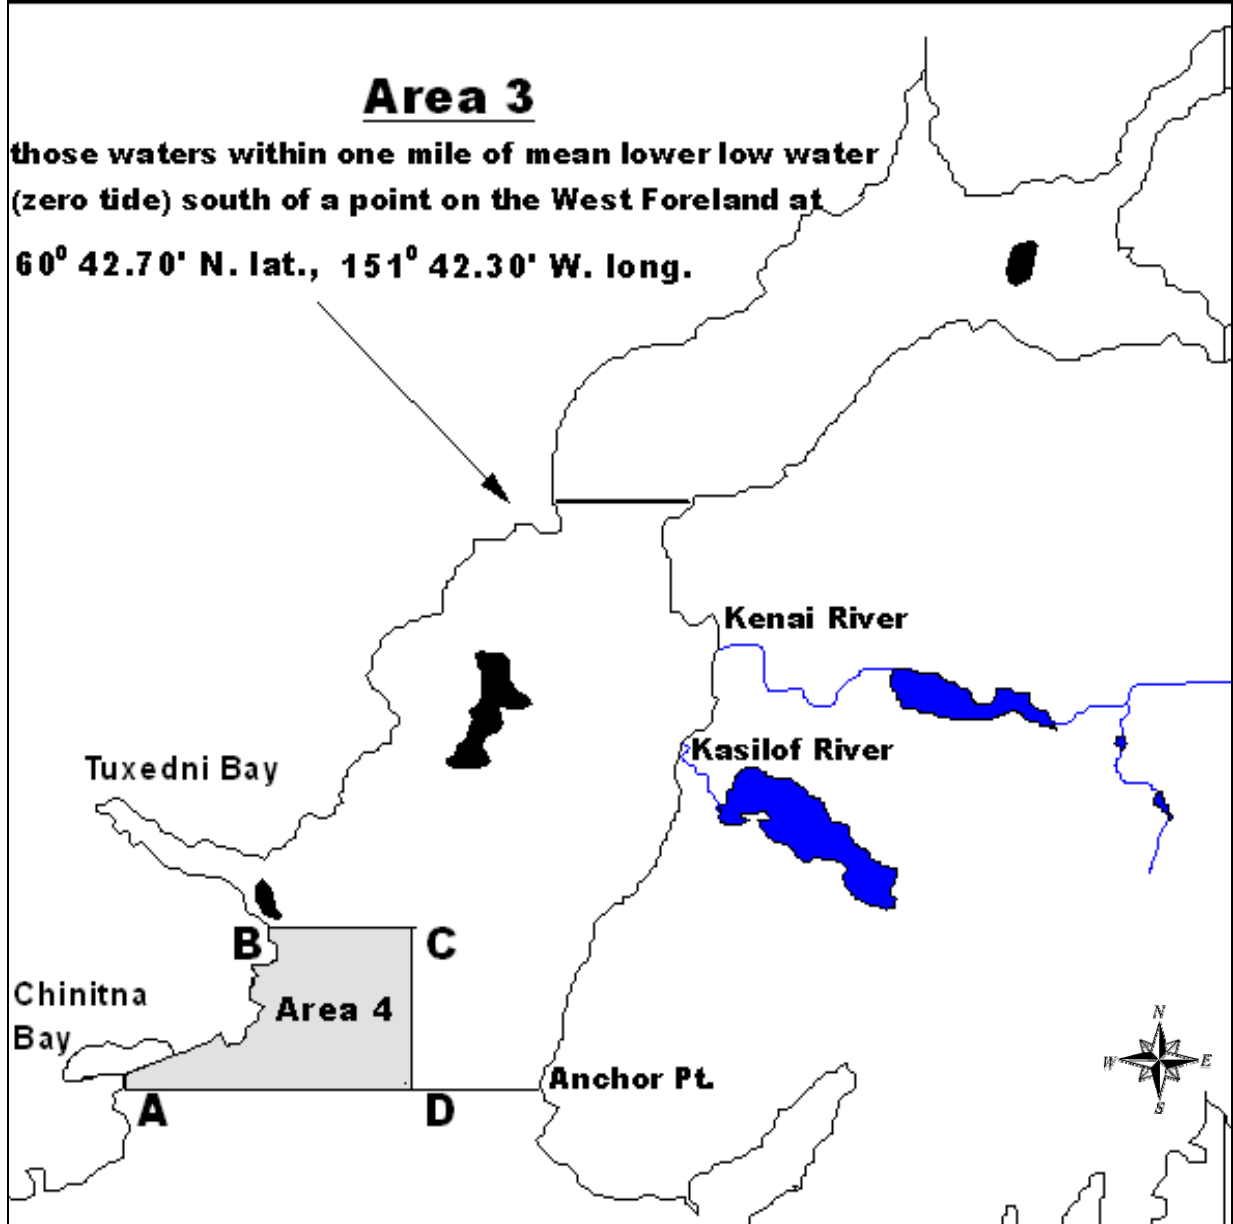 Area 3
those waters within one mile of mean lower low water
(zero tide) south of a point on the West Foreland at
60⁰ 42.70' N. lat., 151⁰ 42.30' W. long.
Kenai River
Kasilof River
Tuxedni Bay
B
C
Chinitna
Bay
Area 4
N
W
E
S
Anchor Pt.
A
D